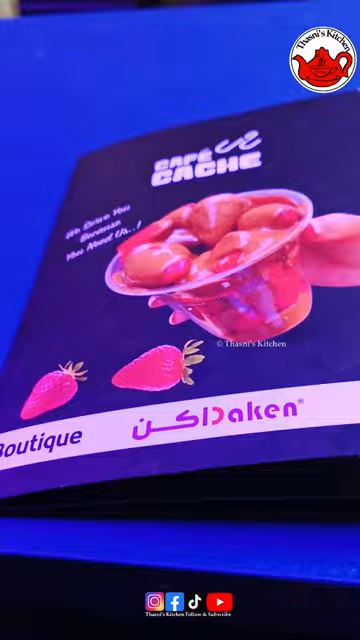 Thasni's Kitchen
CAFÉ
CACHE
We Serve You
Because
You Need Us..!
© Thasni's Kitchen
Boutique
داكن Daken®
Thasni's Kitchen Follow & Subscribe